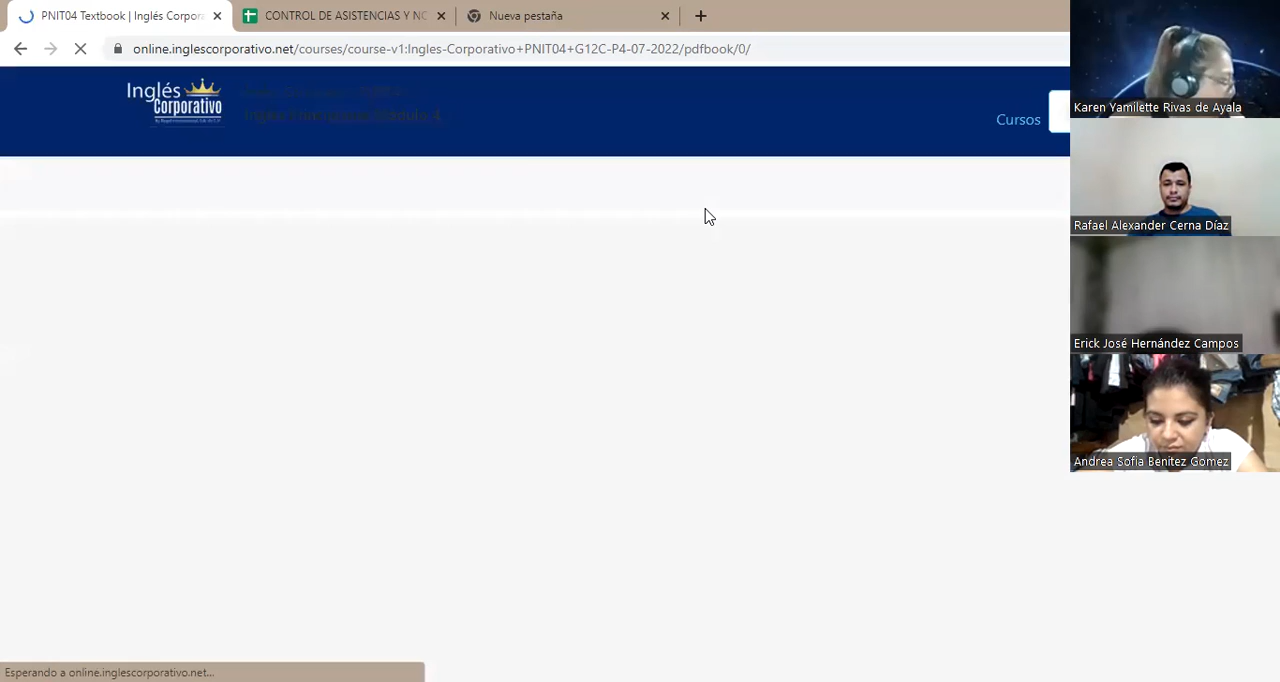 PNIT04 Textbook | Inglés Corpora
CONTROL DE ASISTENCIAS Y NO
Nueva pestaña
online.inglescorporativo.net/courses/course-v1:Ingles-Corporativo+PNIT04+G12C-P4-07-2022/pdfbook/0/
Inglés
Corporativo
Cursos
Karen Yamilette Rivas de Ayala
Rafael Alexander Cerna Díaz
Erick José Hernández Campos
Andrea Sofia Benitez Gomez
Esperando a online.inglescorporativo.net...